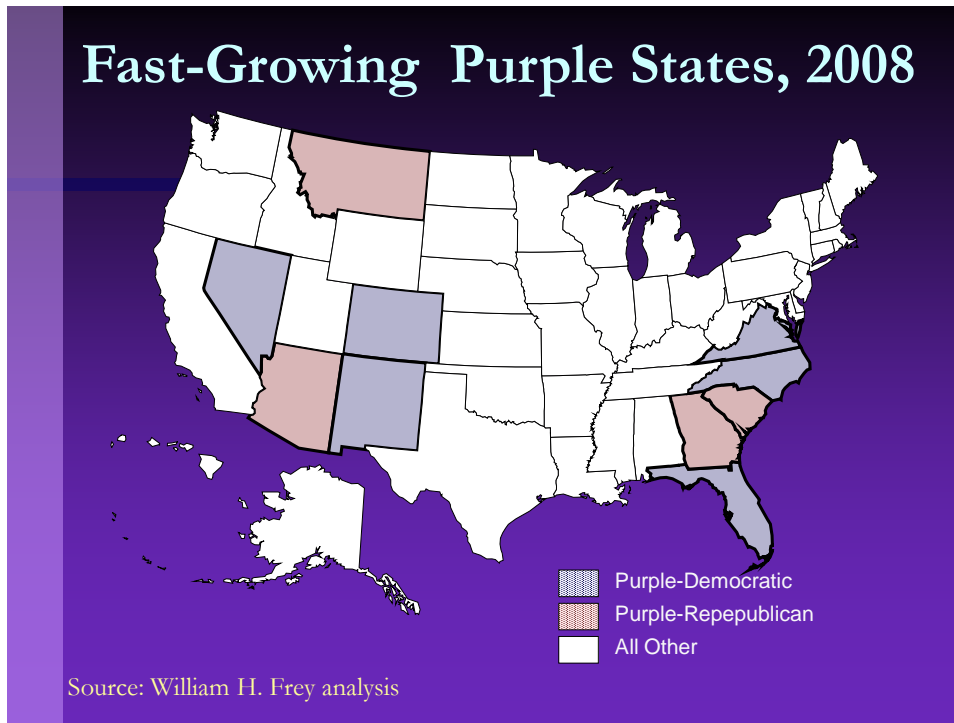 Fast-Growing Purple States, 2008
Purple-Democratic
Purple-Repepublican
All Other
Source: William H. Frey analysis